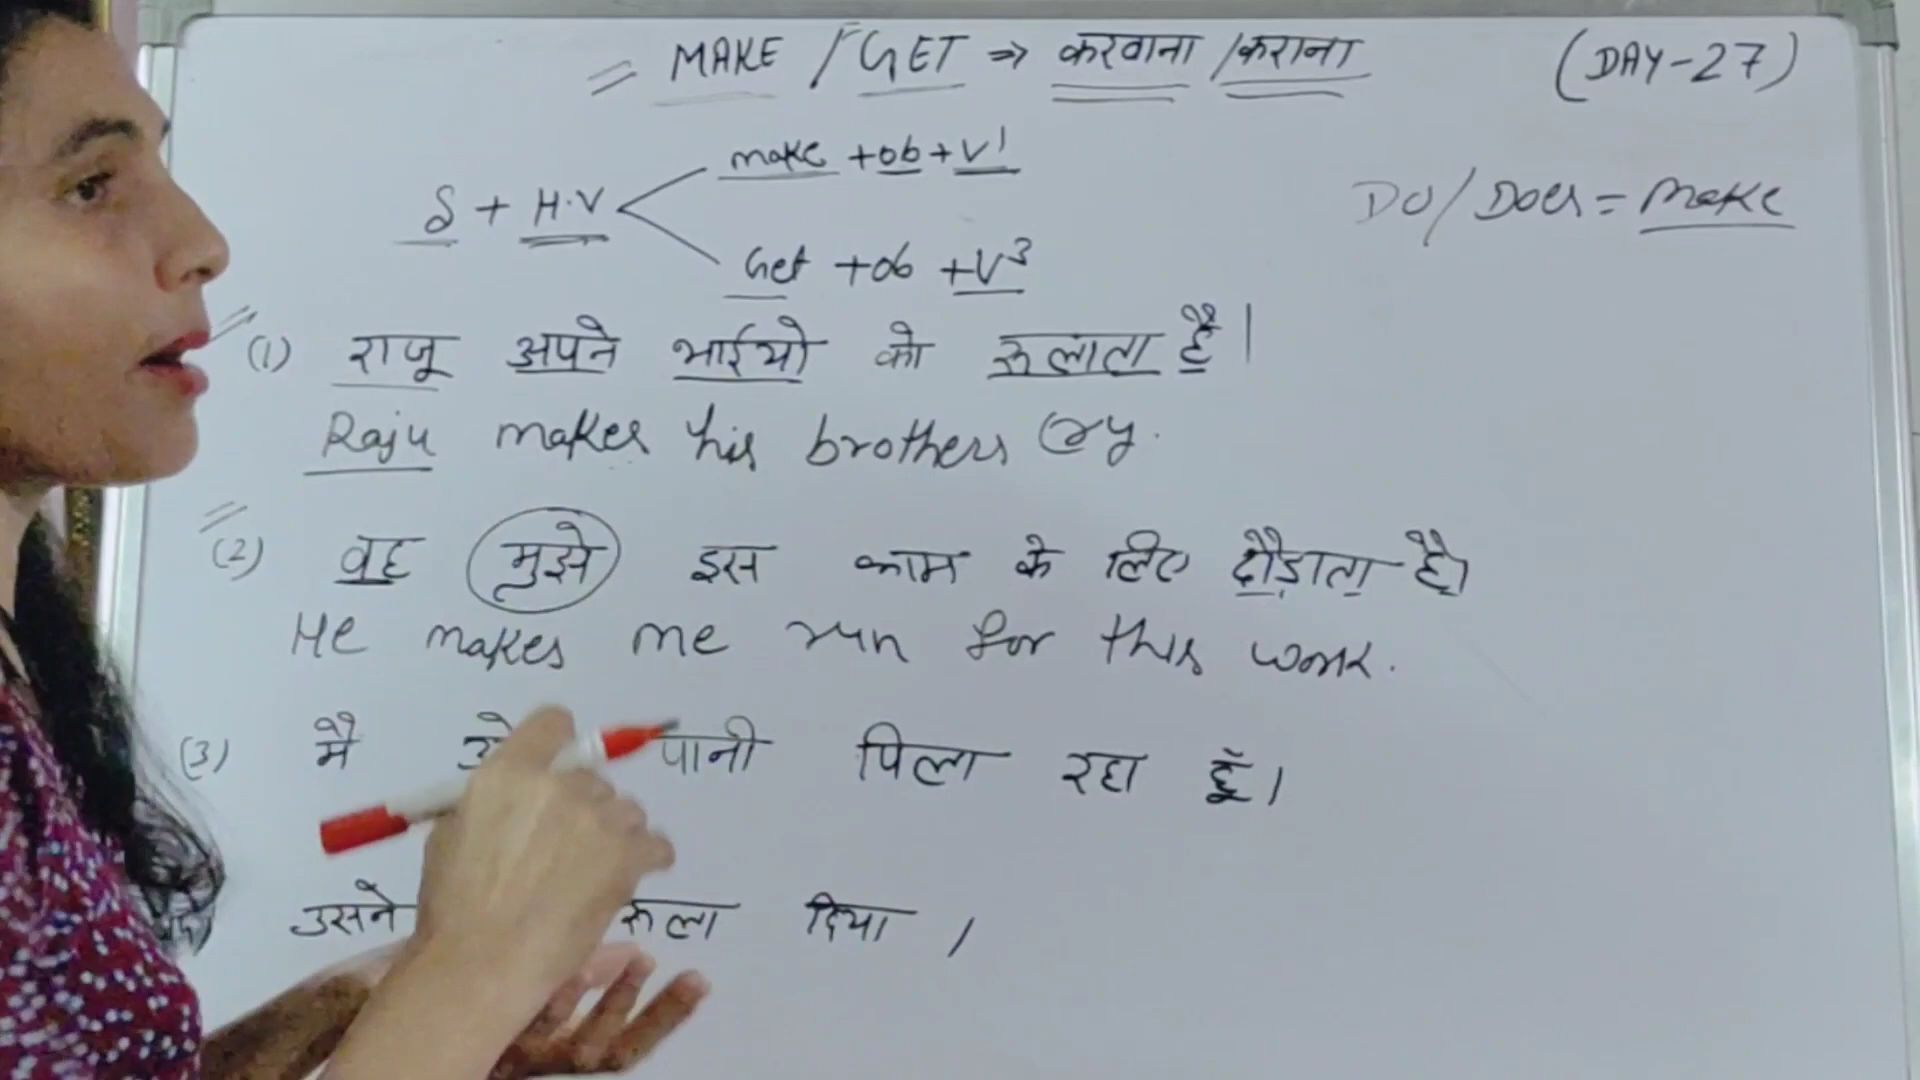 MAKE / GET ⇒ करवाना / कराना (DAY-27)
make + ob + V1
S + H.V
Get + ob + V3
Do / Does = Make
(1) राजू अपने भाईयो को रूलाता है।
Raju makes his brothers cry.
(2) वह मुझे इस काम के लिए दौड़ाता है।
He makes me run for this work.
(3) मै पानी पिला रहा हूँ।
उसने रूला दिया ।